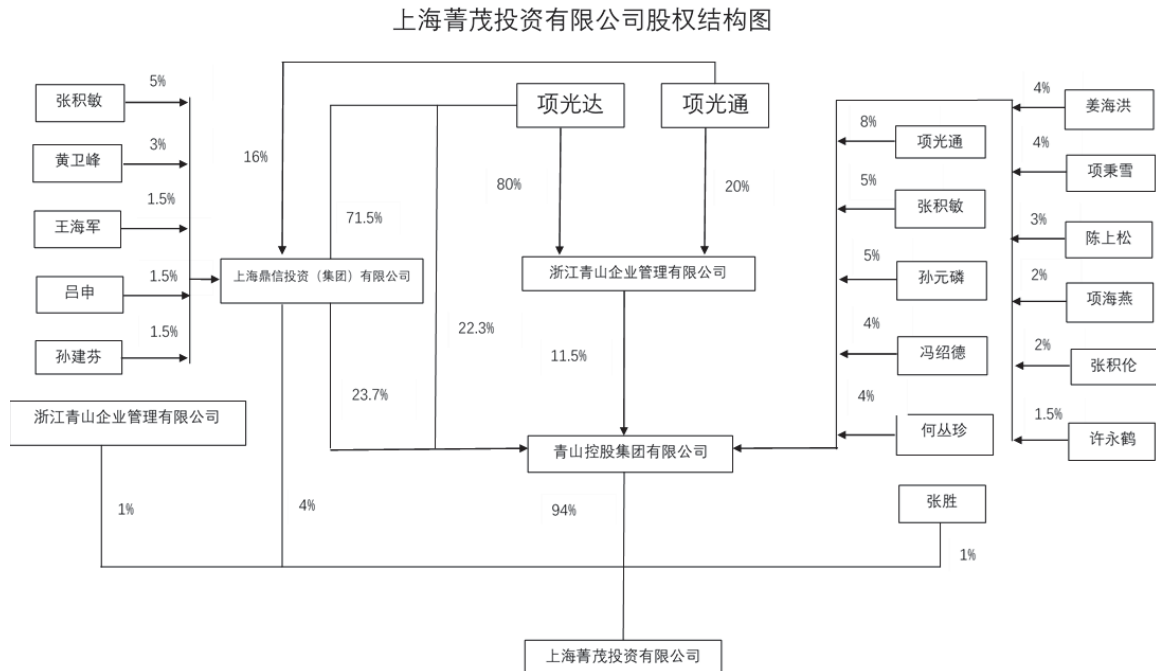 上海菁茂投资有限公司股权结构图
5%
张积敏
3%
黄卫峰
1.5%
王海军
1.5%
吕申
1.5%
孙建芬
16%
71.5%
项光达
项光通
80%
20%
上海鼎信投资（集团）有限公司
浙江青山企业管理有限公司
22.3%
11.5%
23.7%
8%
项光通
5%
张积敏
5%
孙元磷
4%
冯绍德
4%
何丛珍
4%
姜海洪
4%
项秉雪
3%
陈上松
2%
项海燕
2%
张积伦
1.5%
许永鹤
浙江青山企业管理有限公司
青山控股集团有限公司
张胜
1%
4%
94%
1%
上海菁茂投资有限公司